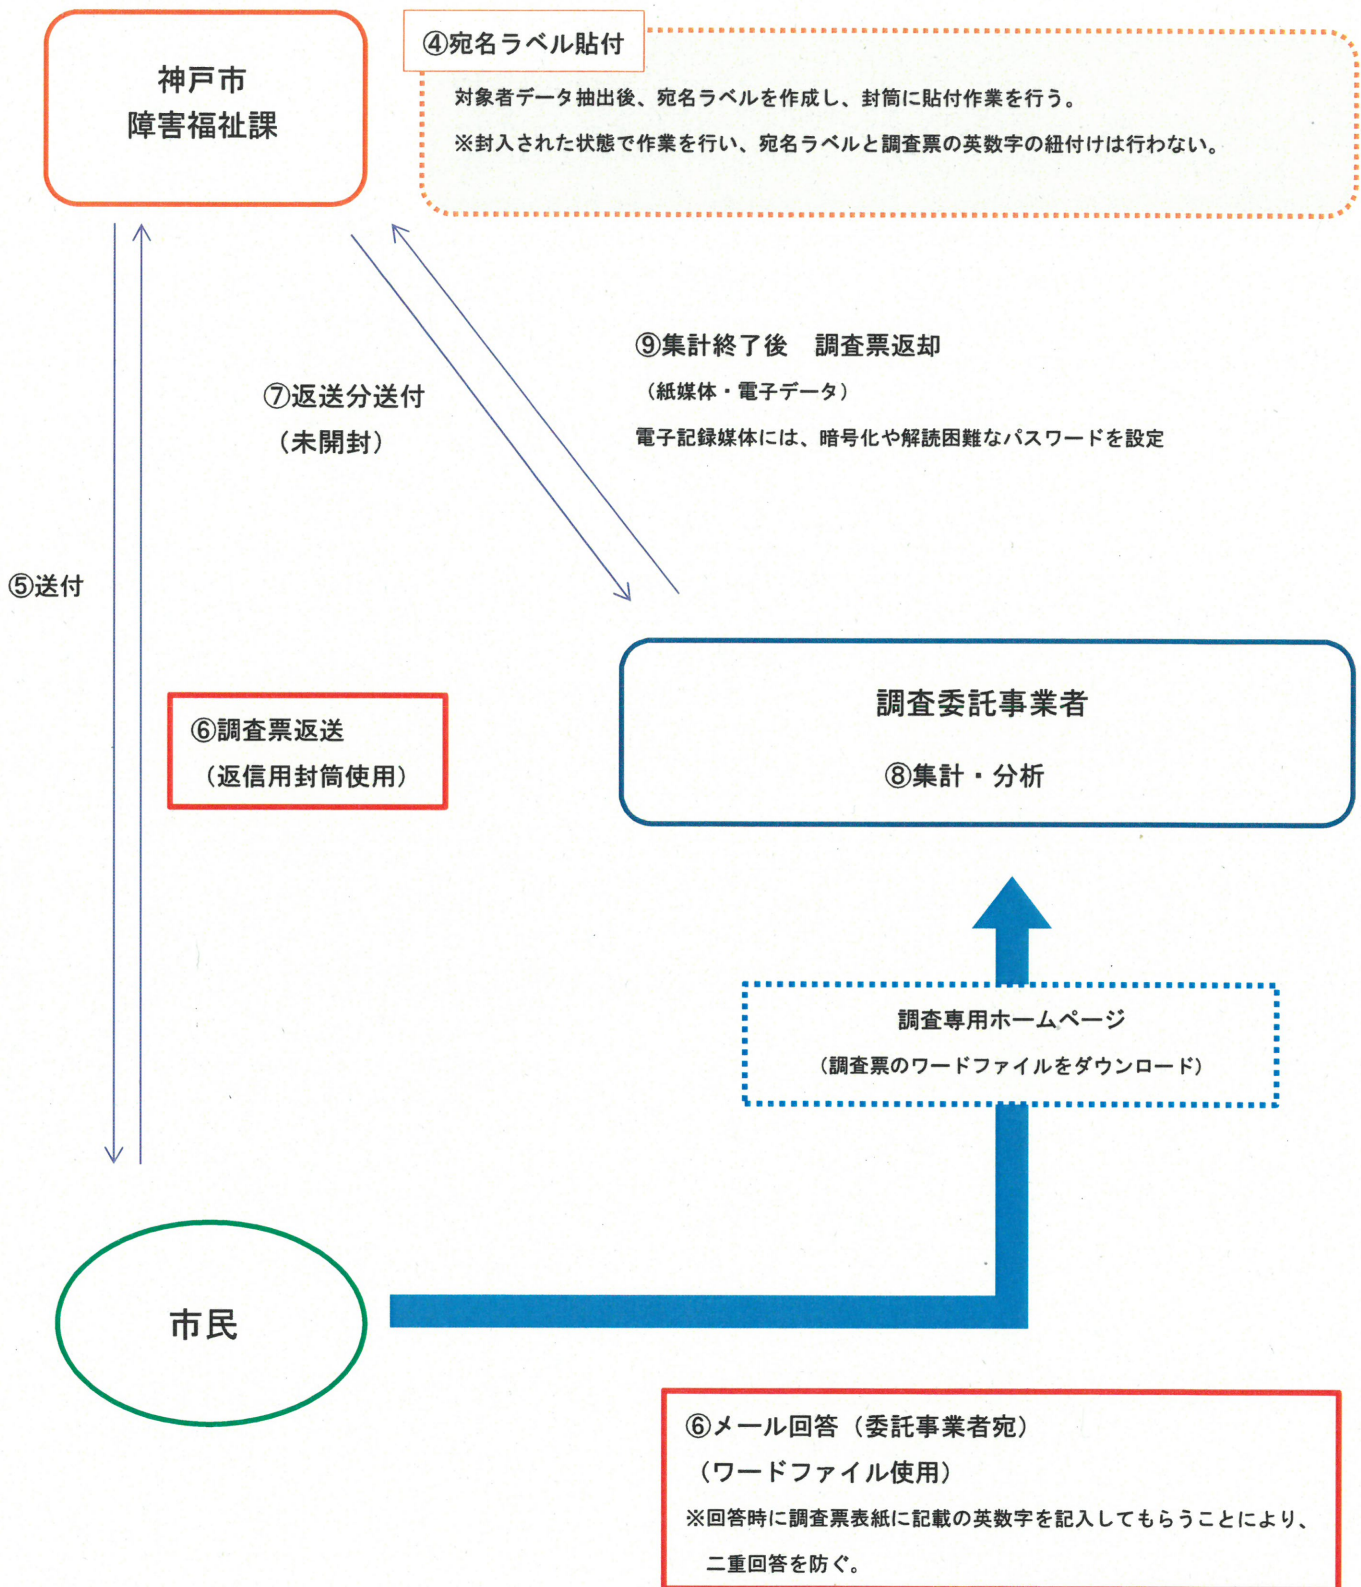 神戸市
障害福祉課
④宛名ラベル貼付
対象者データ抽出後、宛名ラベルを作成し、封筒に貼付作業を行う。
※封入された状態で作業を行い、宛名ラベルと調査票の英数字の紐付けは行わない。
⑨集計終了後　調査票返却
（紙媒体・電子データ）
電子記録媒体には、暗号化や解読困難なパスワードを設定
⑦返送分送付
（未開封）
⑤送付
⑥調査票返送
（返信用封筒使用）
調査委託事業者
⑧集計・分析
調査専用ホームページ
（調査票のワードファイルをダウンロード）
市民
⑥メール回答（委託事業者宛）
（ワードファイル使用）
※回答時に調査票表紙に記載の英数字を記入してもらうことにより、
二重回答を防ぐ。